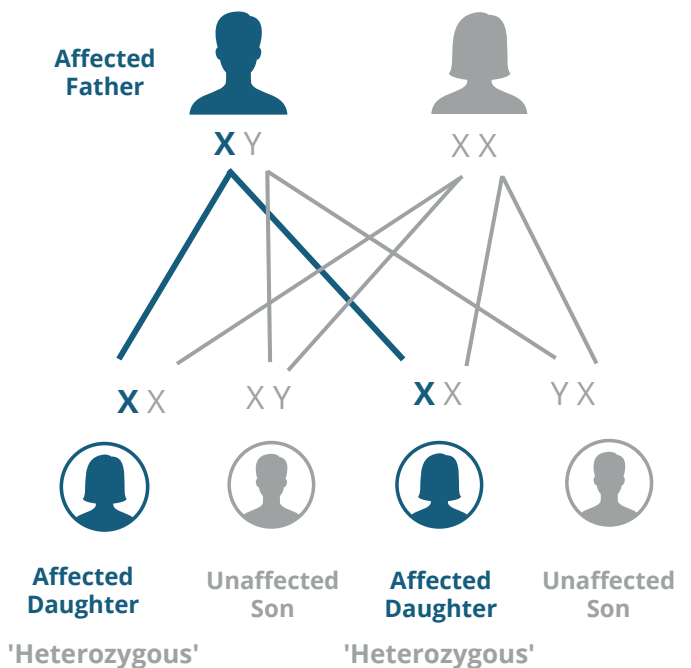 Affected
Father
X Y
X X
X X
X Y
X X
Y X
Affected
Daughter
Unaffected
Son
Affected
Daughter
Unaffected
Son
'Heterozygous'
'Heterozygous'